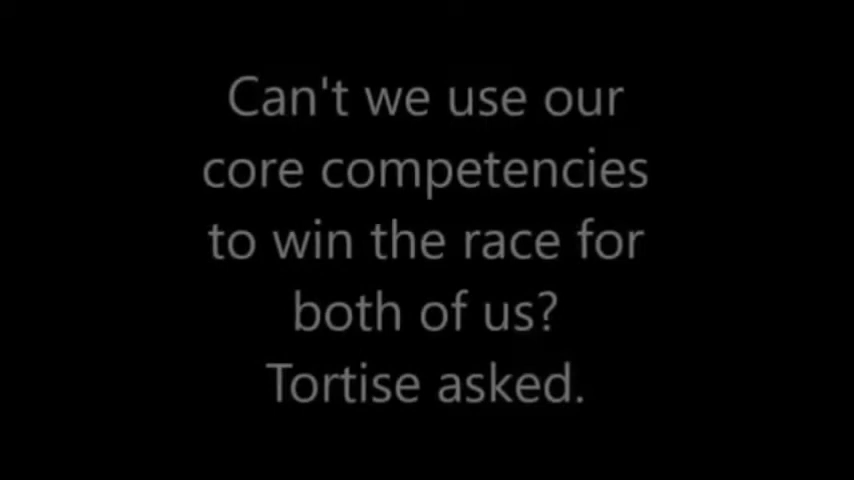 Can't we use our
core competencies
to win the race for
both of us?
Tortise asked.